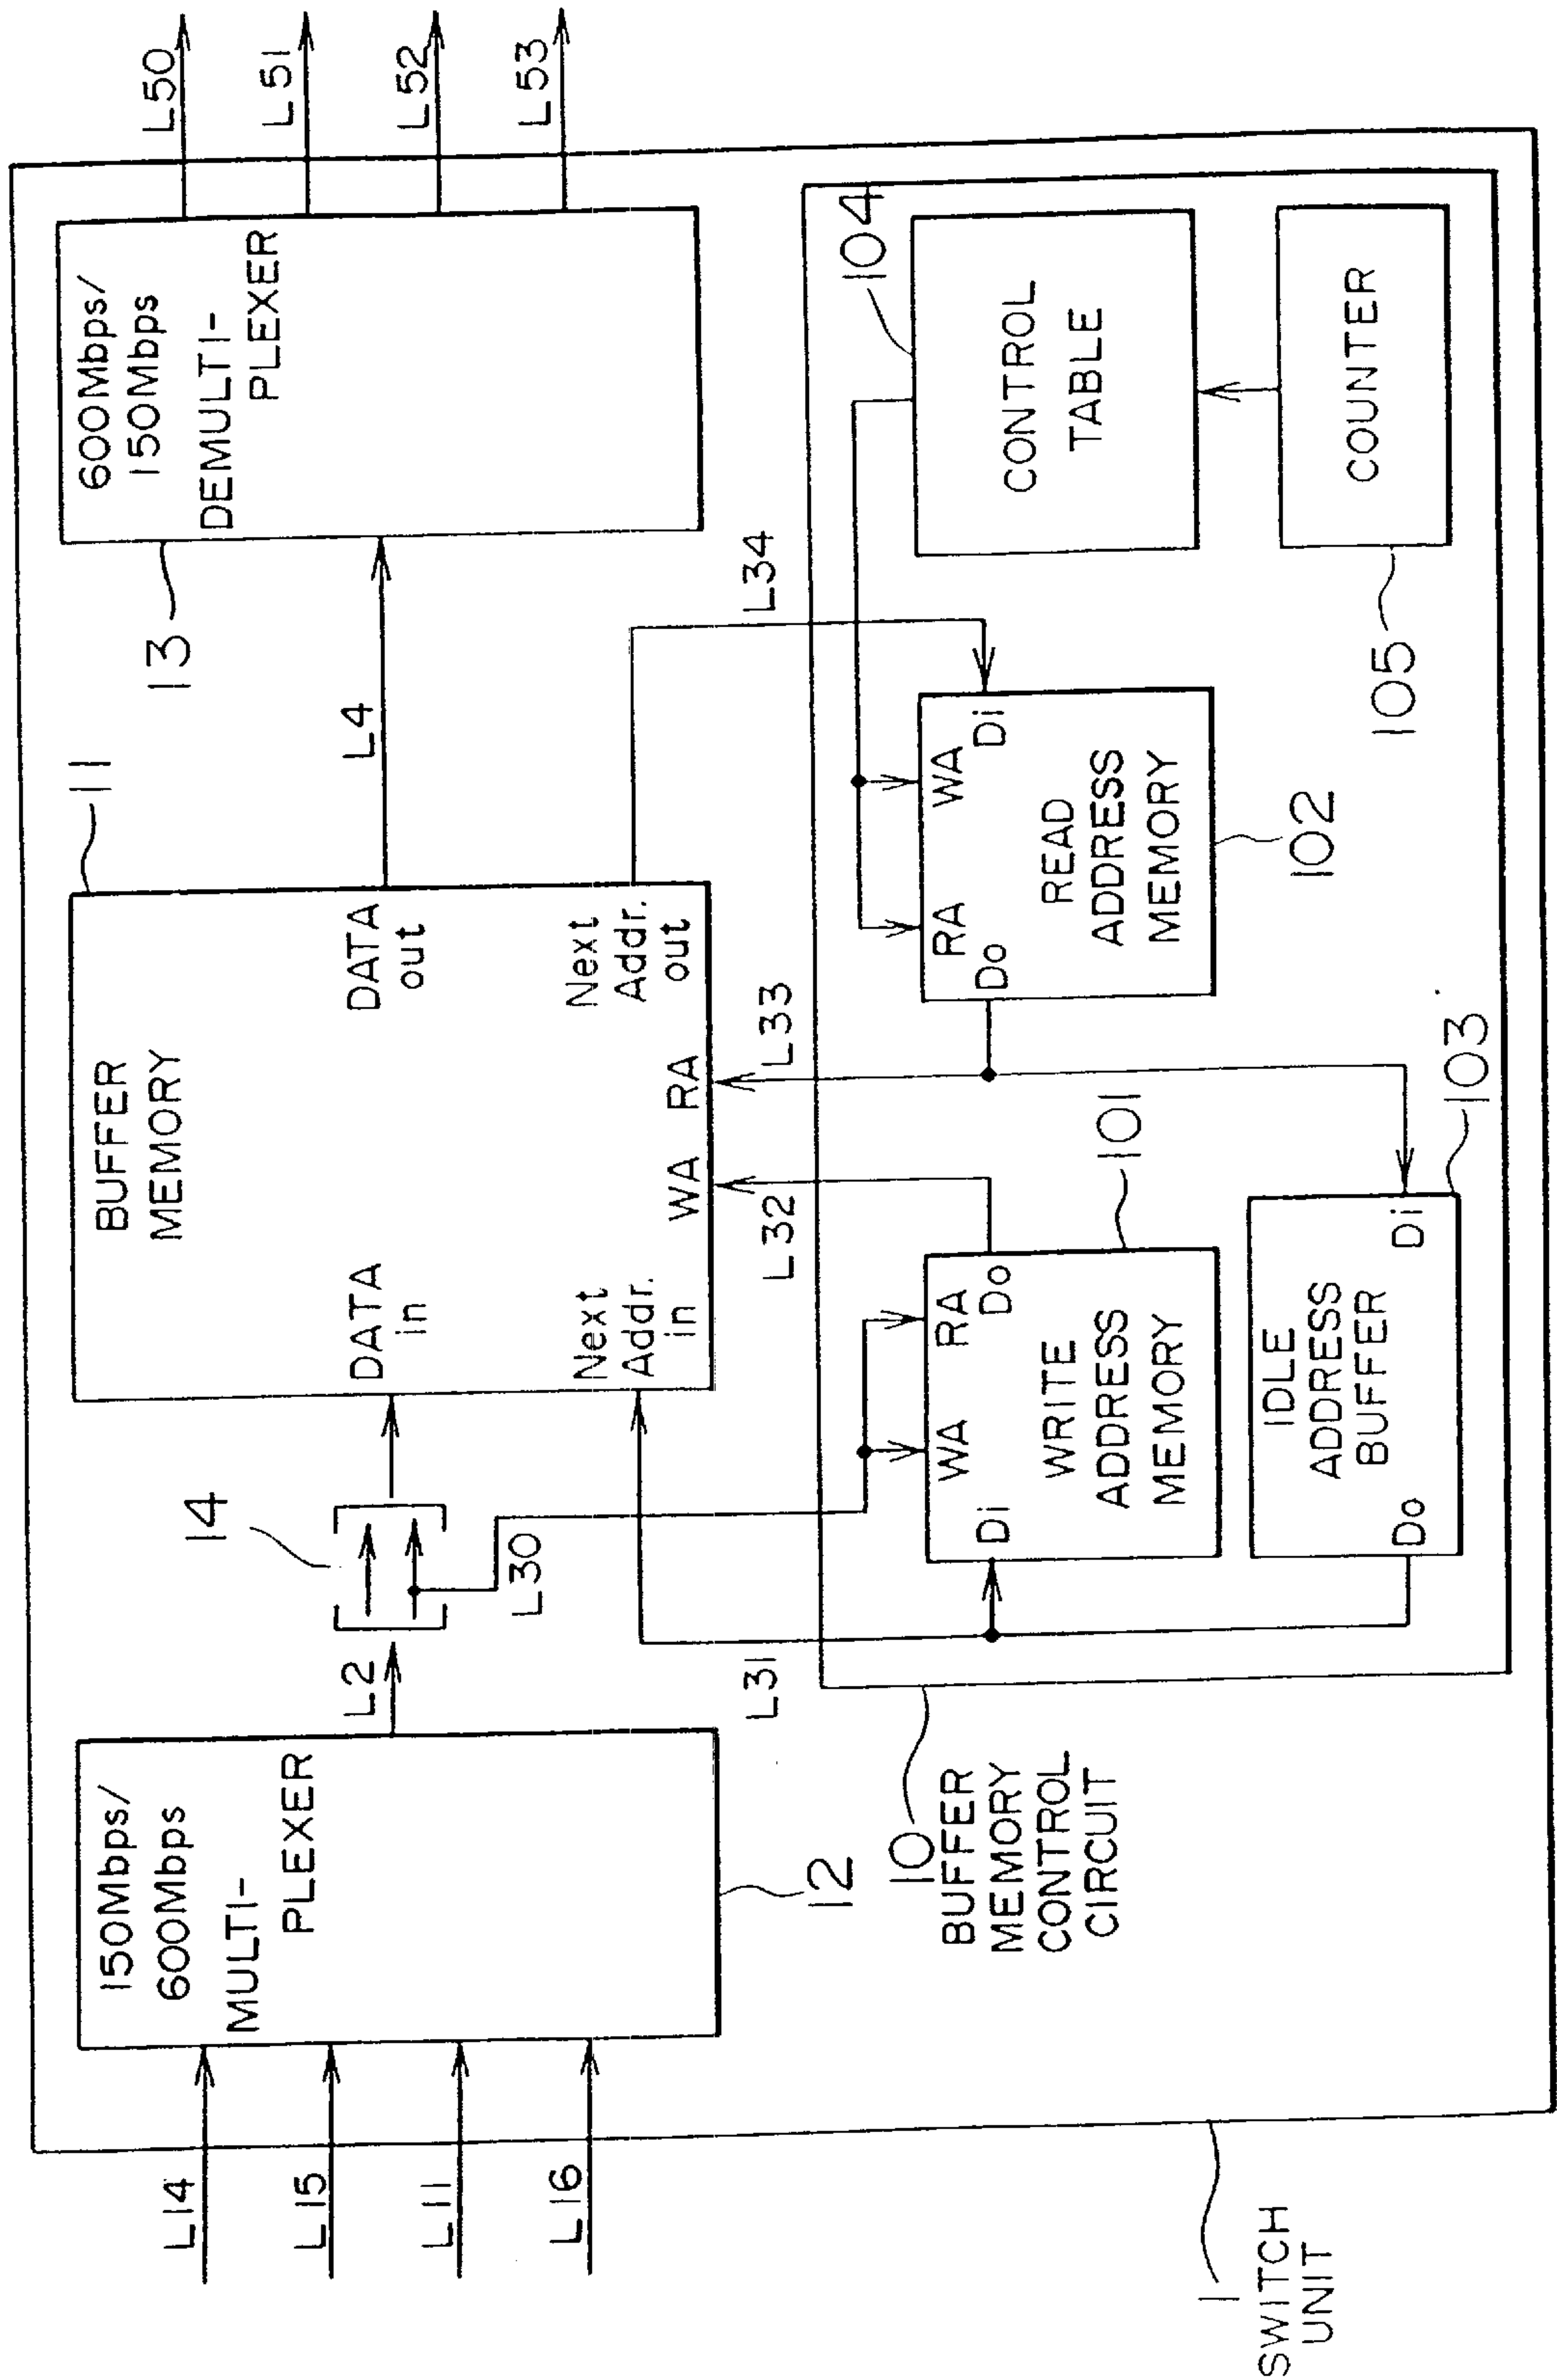 L14
L15
L11
L16
150Mbps/
600Mbps
MULTI-
PLEXER
12
L2
14
L30
L31
BUFFER
MEMORY
11
DATA
in
DATA
out
Next
Addr.
in
WA
RA
Next
Addr.
out
L4
13
600Mbps/
150Mbps
DEMULTI-
PLEXER
L50
L51
L52
L53
L32
L33
L34
10
BUFFER
MEMORY
CONTROL
CIRCUIT
WA
RA
Di
Do
WRITE
ADDRESS
MEMORY
101
IDLE
ADDRESS
BUFFER
Do
Di
103
RA
WA
Do
Di
READ
ADDRESS
MEMORY
102
104
CONTROL
TABLE
COUNTER
105
1
SWITCH
UNIT